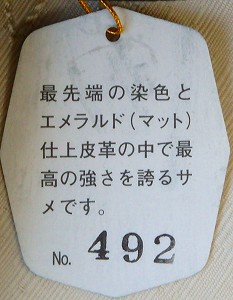 最先端の染色と
エメラルド(マット)
仕上皮革の中で最
高の強さを誇るサ
メです。
No. 492